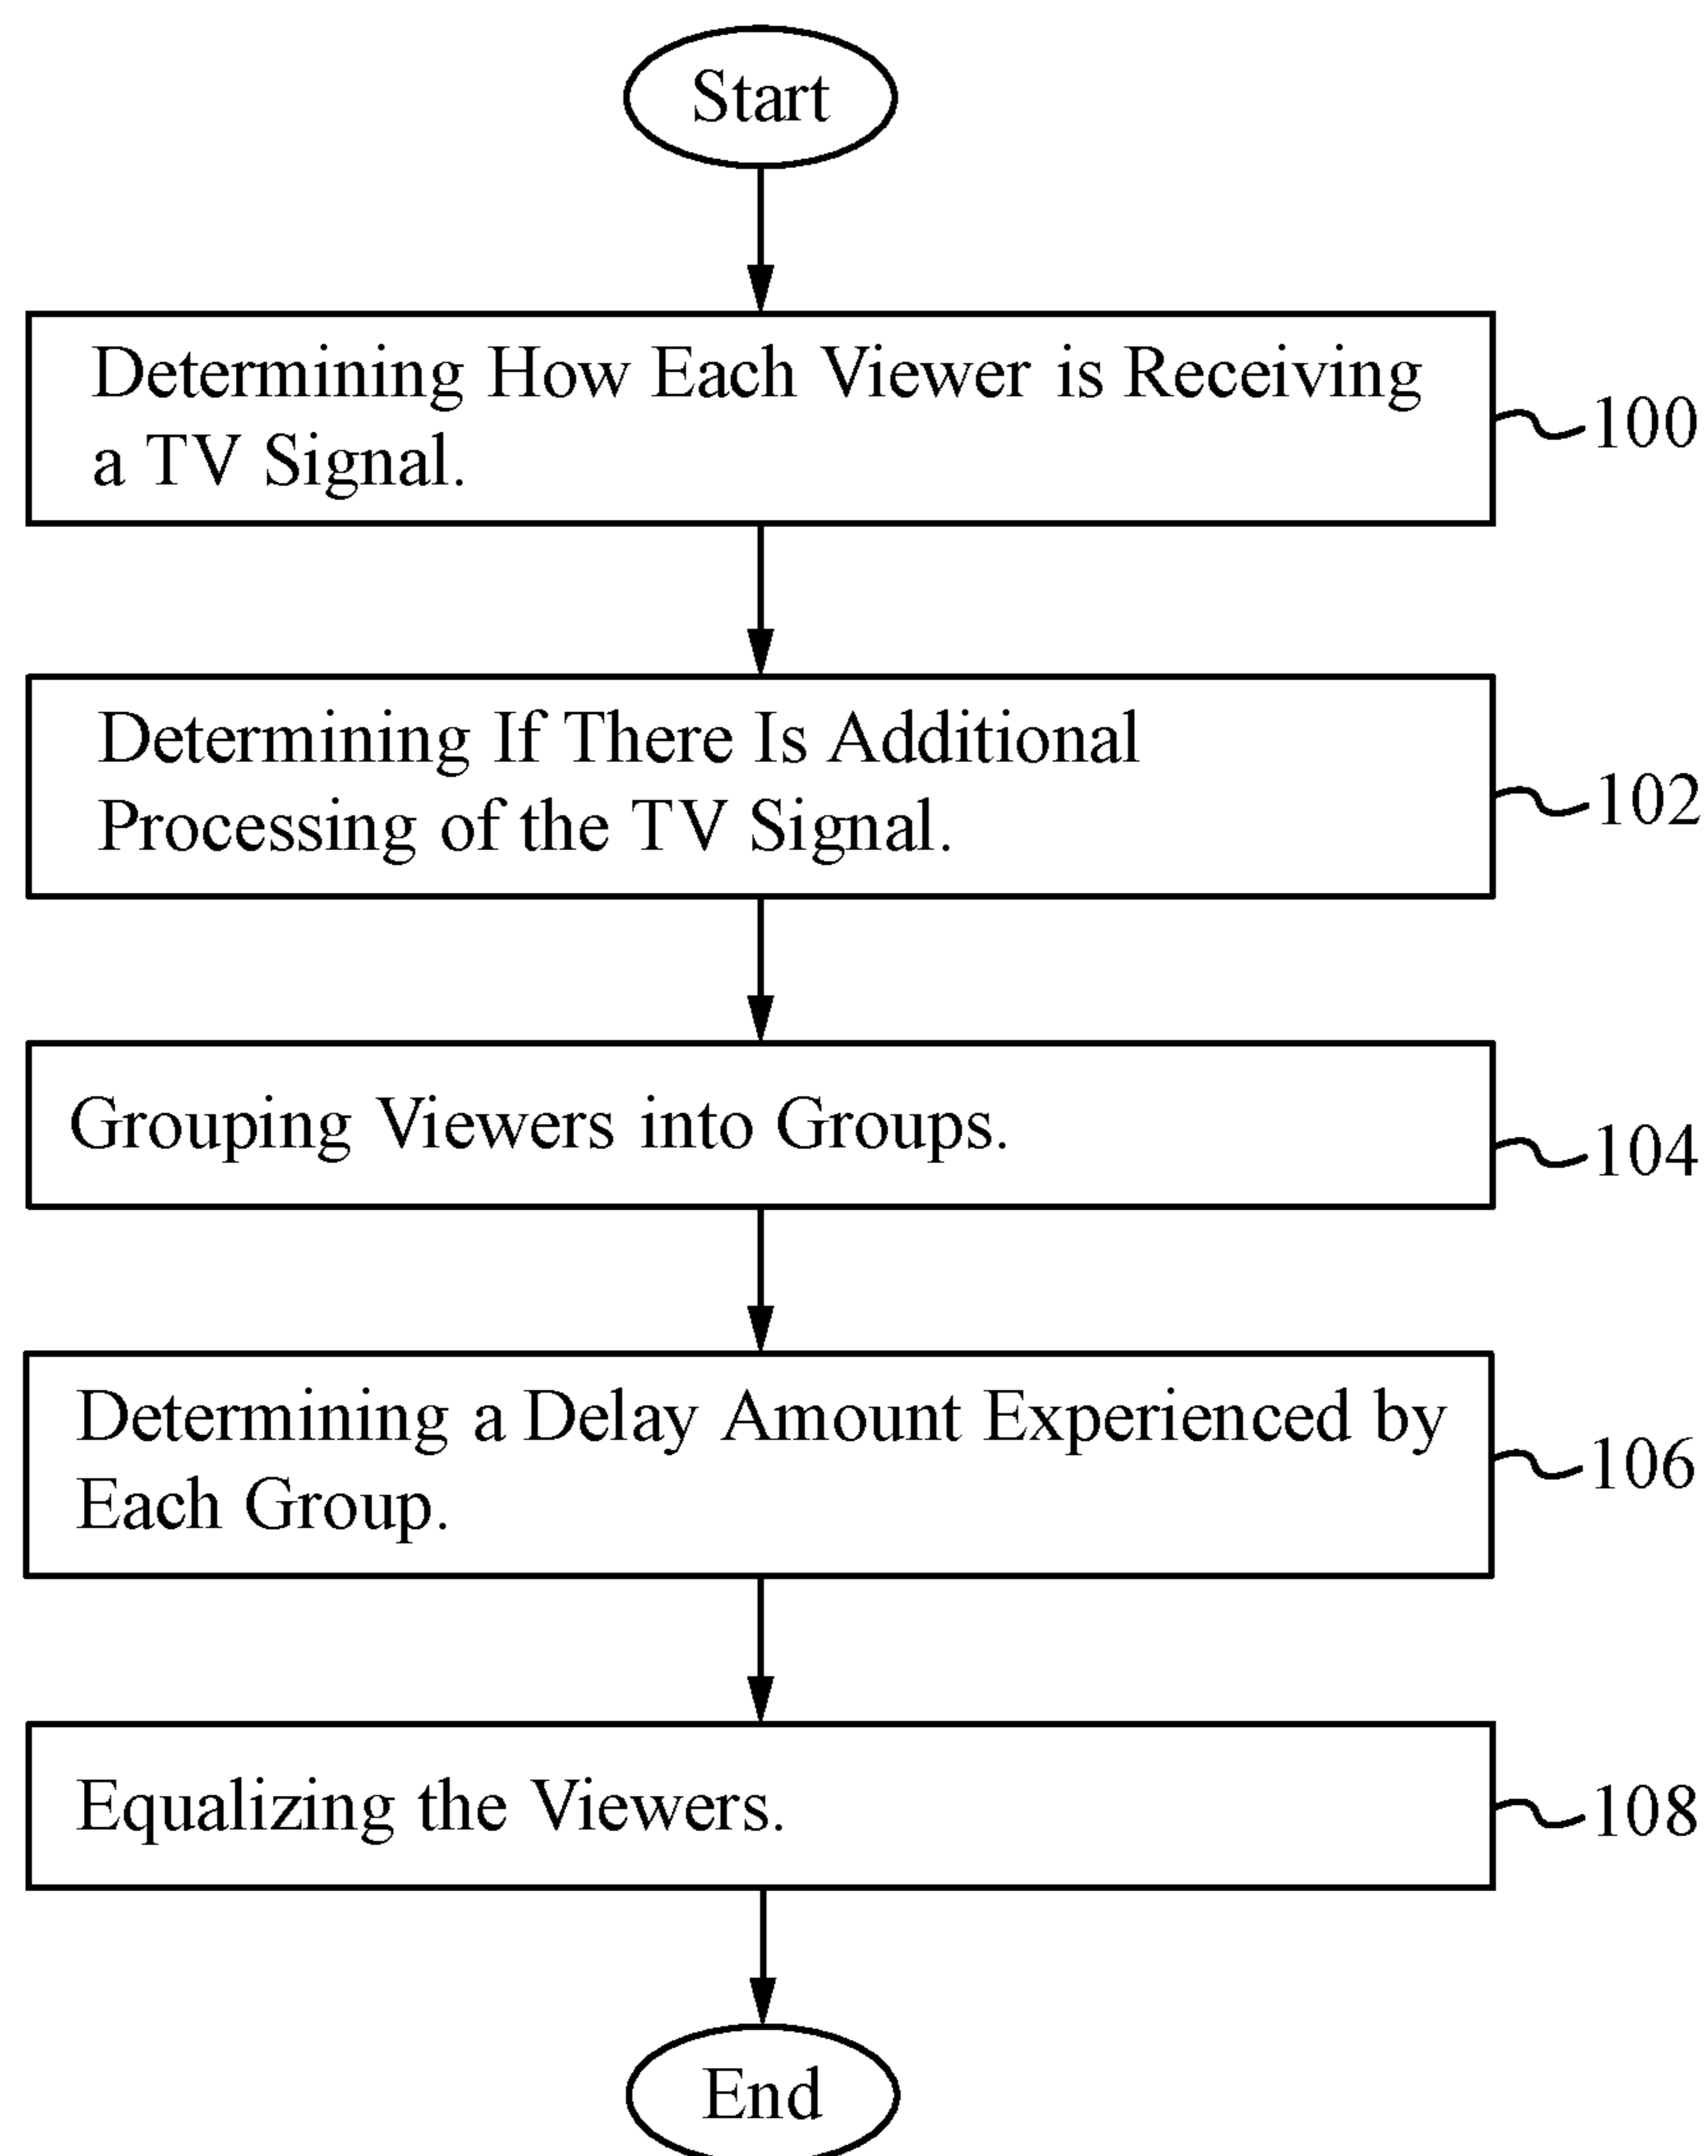 Start
Determining How Each Viewer is Receiving
a TV Signal.
100
Determining If There Is Additional
Processing of the TV Signal.
102
Grouping Viewers into Groups.
104
Determining a Delay Amount Experienced by
Each Group.
106
Equalizing the Viewers.
108
End